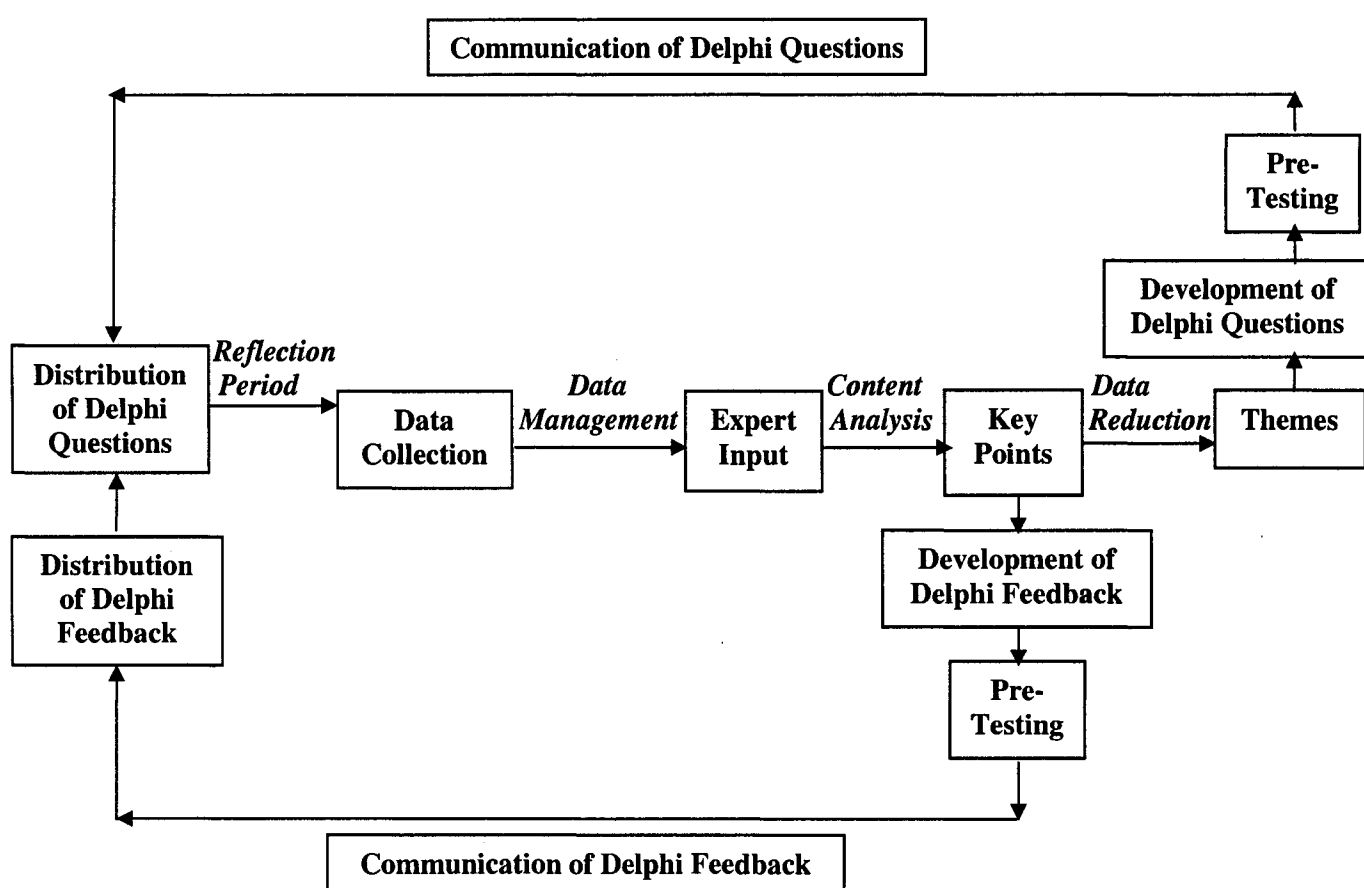 Communication of Delphi Questions
Pre-
Testing
Development of
Delphi Questions
Distribution
of Delphi
Questions
Reflection
Period
Data
Collection
Data
Management
Expert
Input
Content
Analysis
Key
Points
Data
Reduction
Themes
Distribution
of Delphi
Feedback
Development of
Delphi Feedback
Pre-
Testing
Communication of Delphi Feedback